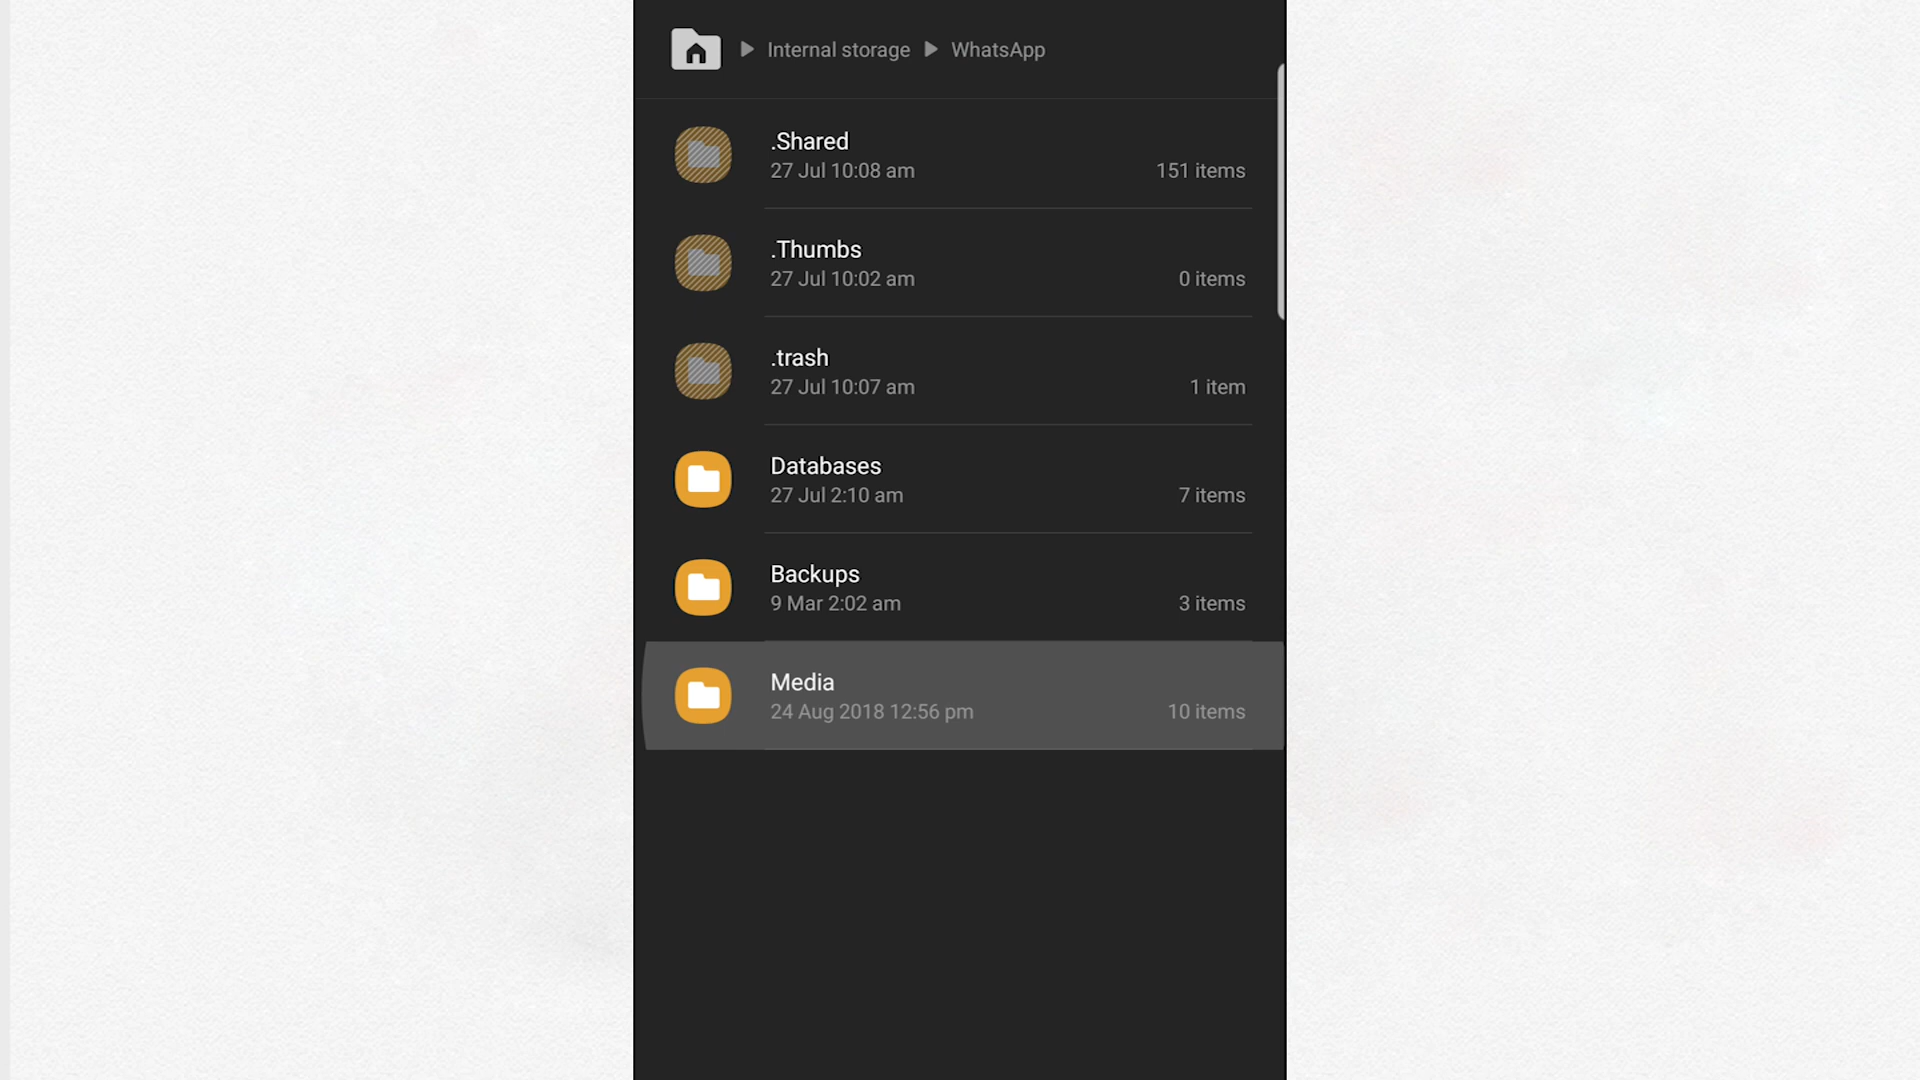 Internal storage WhatsApp
.Shared
27 Jul 10:08 am 151 items
.Thumbs
27 Jul 10:02 am 0 items
.trash
27 Jul 10:07 am 1 item
Databases
27 Jul 2:10 am 7 items
Backups
9 Mar 2:02 am 3 items
Media
24 Aug 2018 12:56 pm 10 items